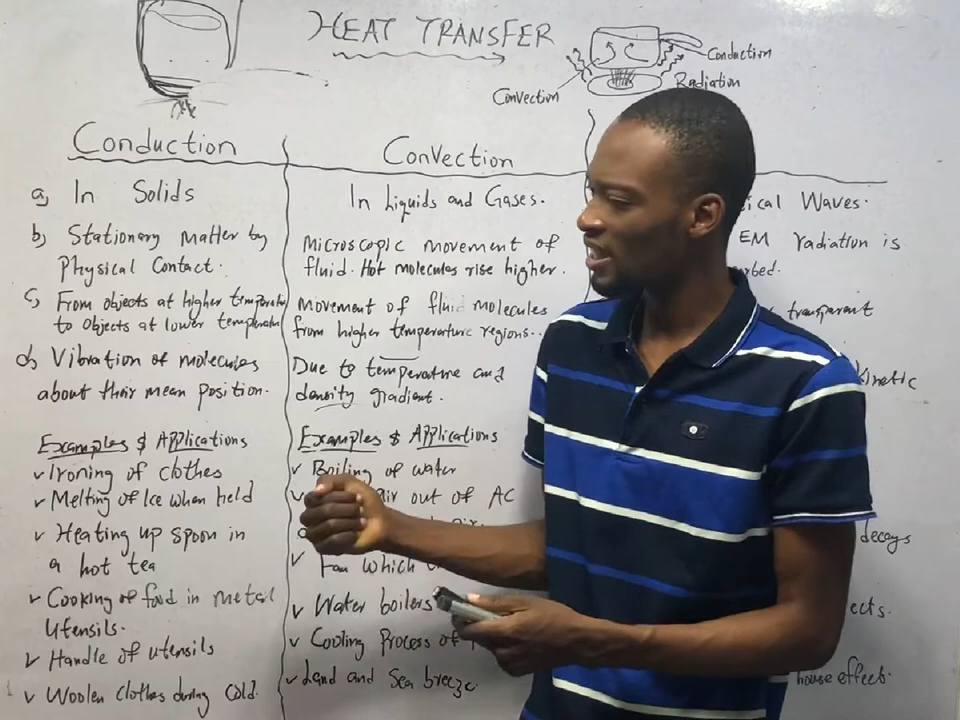 HEAT TRANSFER
Conduction
Convection
Radiation
Conduction
a, In Solids
b, Stationary matter by
Physical Contact.
c, From objects at higher temperatu
to objects at lower temperatu
d, Vibration of molecules
about their mean position.
Examples & Applications
✓ Ironing of clothes
✓ Melting of Ice when held
✓ Heating up spoon in
a hot tea
✓ Cooking of food in metal
Utensils.
✓ Handle of utensils
✓ Woolen clothes during cold.
Convection
In Liquids and Gases.
Microscopic movement of
fluid. Hot molecules rise higher.
Movement of fluid molecules
from higher temperature regions..
Due to temperature and
density gradient.
Examples & Applications
✓ Boiling of water
✓ air out of AC
✓ Fan which
✓ Water boilers
✓ Cooling Process of
✓ Land and Sea breeze
ical Waves.
EM radiation is
rbed.
transparent
kinetic
decays
ects.
house effect.